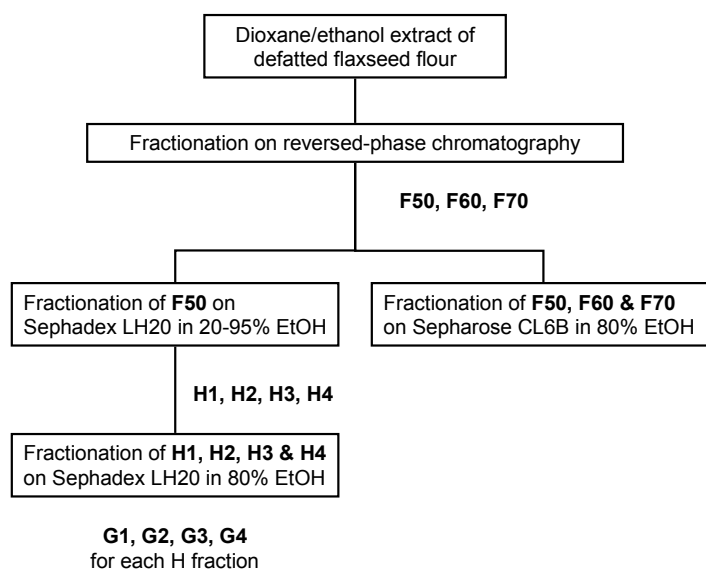 Dioxane/ethanol extract of
defatted flaxseed flour
Fractionation on reversed-phase chromatography
F50, F60, F70
Fractionation of F50 on
Sephadex LH20 in 20-95% EtOH
Fractionation of F50, F60 & F70
on Sepharose CL6B in 80% EtOH
H1, H2, H3, H4
Fractionation of H1, H2, H3 & H4
on Sephadex LH20 in 80% EtOH
G1, G2, G3, G4
for each H fraction